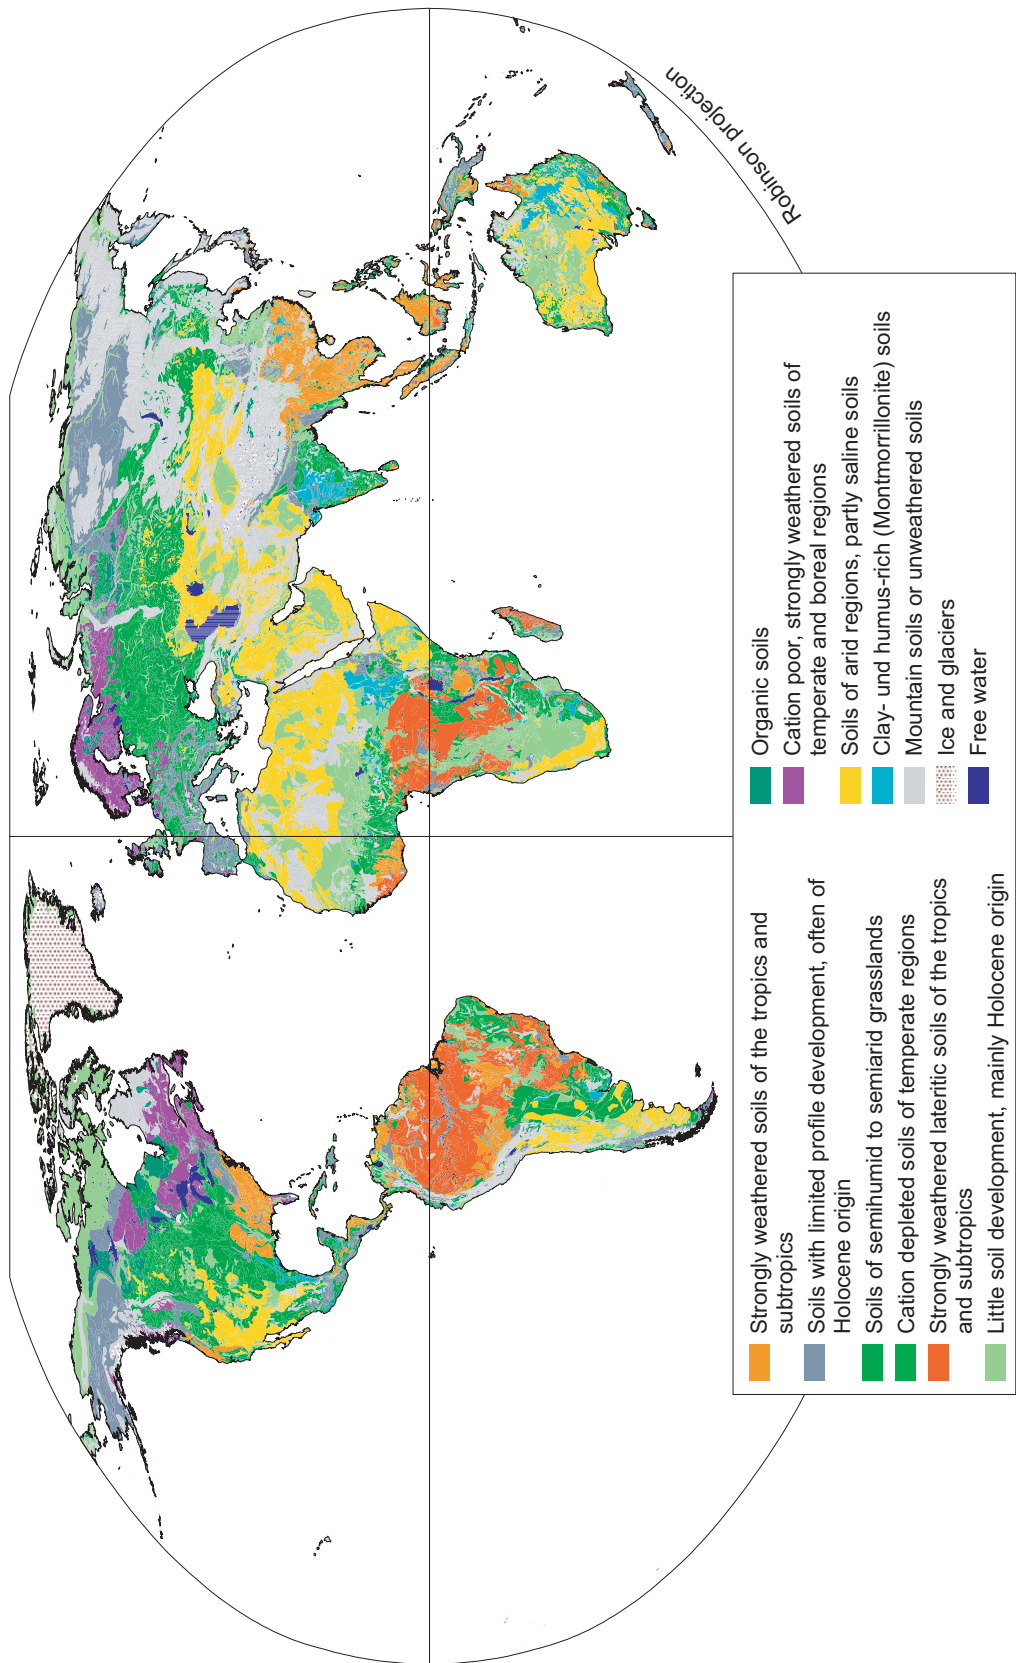 Robinson projection
Strongly weathered soils of the tropics and
subtropics
Soils with limited profile development, often of
Holocene origin
Soils of semihumid to semiarid grasslands
Cation depleted soils of temperate regions
Strongly weathered lateritic soils of the tropics
and subtropics
Little soil development, mainly Holocene origin
Organic soils
Cation poor, strongly weathered soils of
temperate and boreal regions
Soils of arid regions, partly saline soils
Clay- und humus-rich (Montmorrillonite) soils
Mountain soils or unweathered soils
Ice and glaciers
Free water